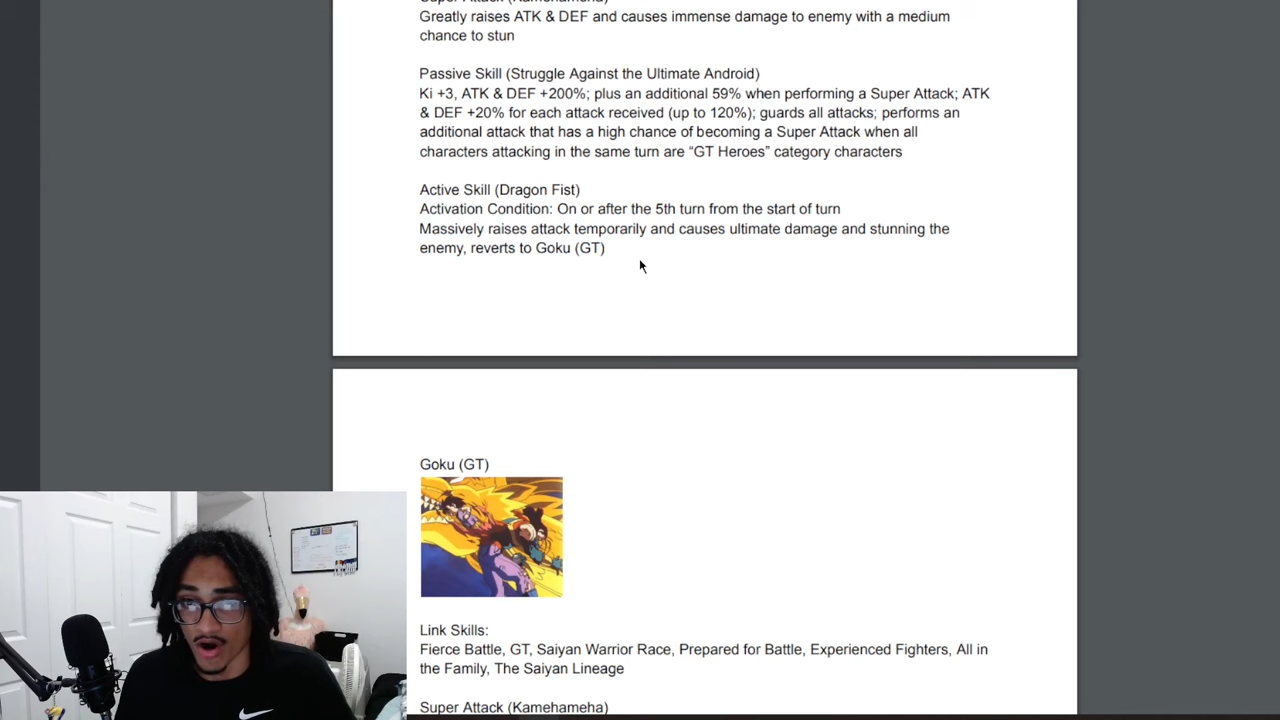 Super Attack (Kamehameha)
Greatly raises ATK & DEF and causes immense damage to enemy with a medium
chance to stun
Passive Skill (Struggle Against the Ultimate Android)
Ki +3, ATK & DEF +200%; plus an additional 59% when performing a Super Attack; ATK
& DEF +20% for each attack received (up to 120%); guards all attacks; performs an
additional attack that has a high chance of becoming a Super Attack when all
characters attacking in the same turn are “GT Heroes” category characters
Active Skill (Dragon Fist)
Activation Condition: On or after the 5th turn from the start of turn
Massively raises attack temporarily and causes ultimate damage and stunning the
enemy, reverts to Goku (GT)
Goku (GT)
Link Skills:
Fierce Battle, GT, Saiyan Warrior Race, Prepared for Battle, Experienced Fighters, All in
the Family, The Saiyan Lineage
Super Attack (Kamehameha)